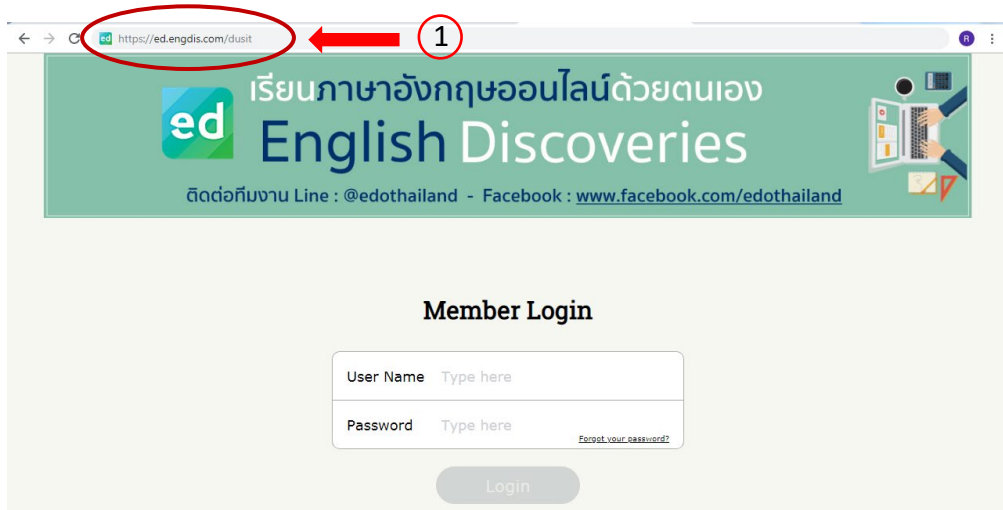 https://ed.engdis.com/dusit
1
R
เรียนภาษาอังกฤษออนไลน์ด้วยตนเอง
ed
English Discoveries
ติดต่อทีมงาน Line : @edothailand - Facebook : www.facebook.com/edothailand
Member Login
User Name Type here
Password Type here
Forgot your password?
Login